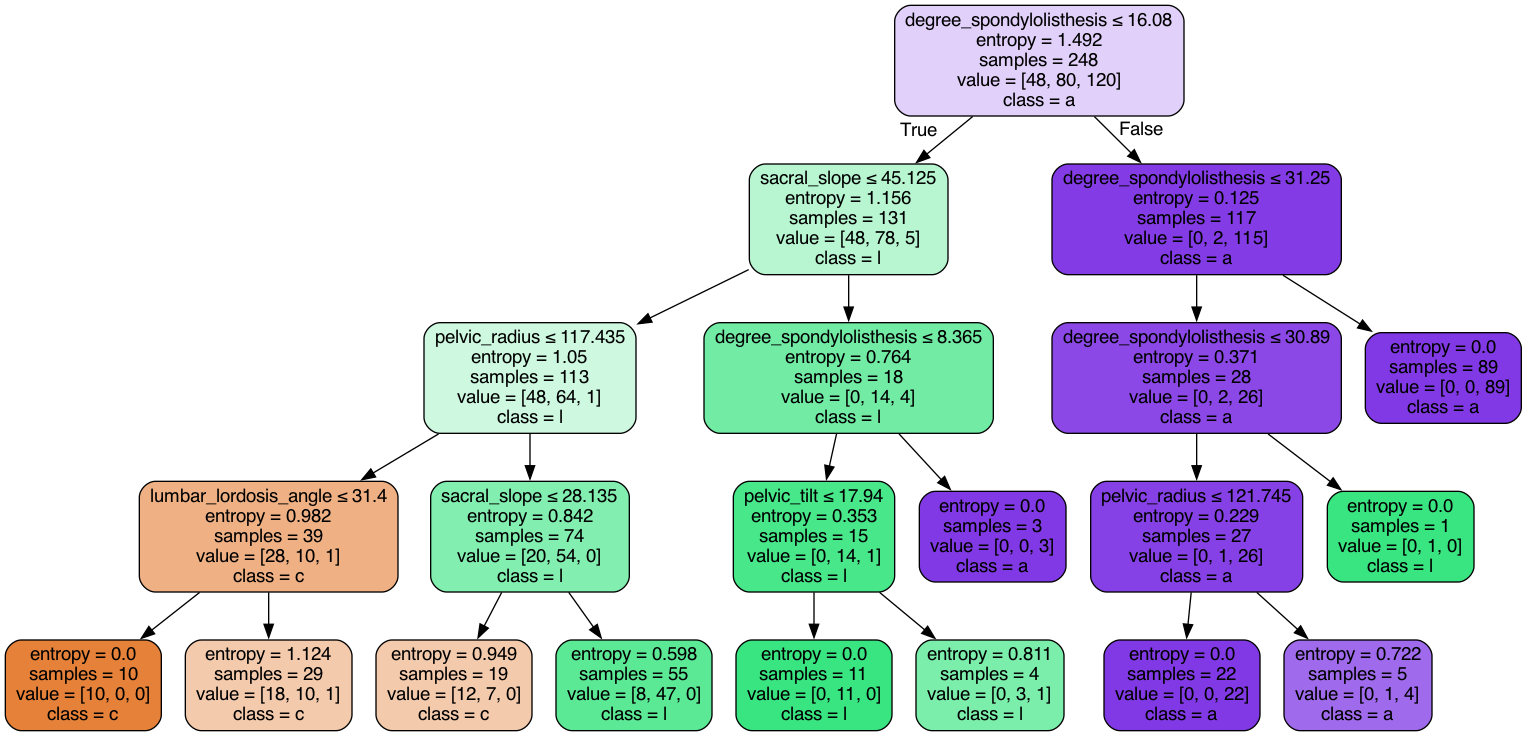 degree_spondylolisthesis ≤ 16.08
entropy = 1.492
samples = 248
value = [48, 80, 120]
class = a
True
False
sacral_slope ≤ 45.125
entropy = 1.156
samples = 131
value = [48, 78, 5]
class = l
degree_spondylolisthesis ≤ 31.25
entropy = 0.125
samples = 117
value = [0, 2, 115]
class = a
pelvic_radius ≤ 117.435
entropy = 1.05
samples = 113
value = [48, 64, 1]
class = l
degree_spondylolisthesis ≤ 8.365
entropy = 0.764
samples = 18
value = [0, 14, 4]
class = l
degree_spondylolisthesis ≤ 30.89
entropy = 0.371
samples = 28
value = [0, 2, 26]
class = a
entropy = 0.0
samples = 89
value = [0, 0, 89]
class = a
lumbar_lordosis_angle ≤ 31.4
entropy = 0.982
samples = 39
value = [28, 10, 1]
class = c
sacral_slope ≤ 28.135
entropy = 0.842
samples = 74
value = [20, 54, 0]
class = l
pelvic_tilt ≤ 17.94
entropy = 0.353
samples = 15
value = [0, 14, 1]
class = l
entropy = 0.0
samples = 3
value = [0, 0, 3]
class = a
pelvic_radius ≤ 121.745
entropy = 0.229
samples = 27
value = [0, 1, 26]
class = a
entropy = 0.0
samples = 1
value = [0, 1, 0]
class = l
entropy = 0.0
samples = 10
value = [10, 0, 0]
class = c
entropy = 1.124
samples = 29
value = [18, 10, 1]
class = c
entropy = 0.949
samples = 19
value = [12, 7, 0]
class = c
entropy = 0.598
samples = 55
value = [8, 47, 0]
class = l
entropy = 0.0
samples = 11
value = [0, 11, 0]
class = l
entropy = 0.811
samples = 4
value = [0, 3, 1]
class = l
entropy = 0.0
samples = 22
value = [0, 0, 22]
class = a
entropy = 0.722
samples = 5
value = [0, 1, 4]
class = a